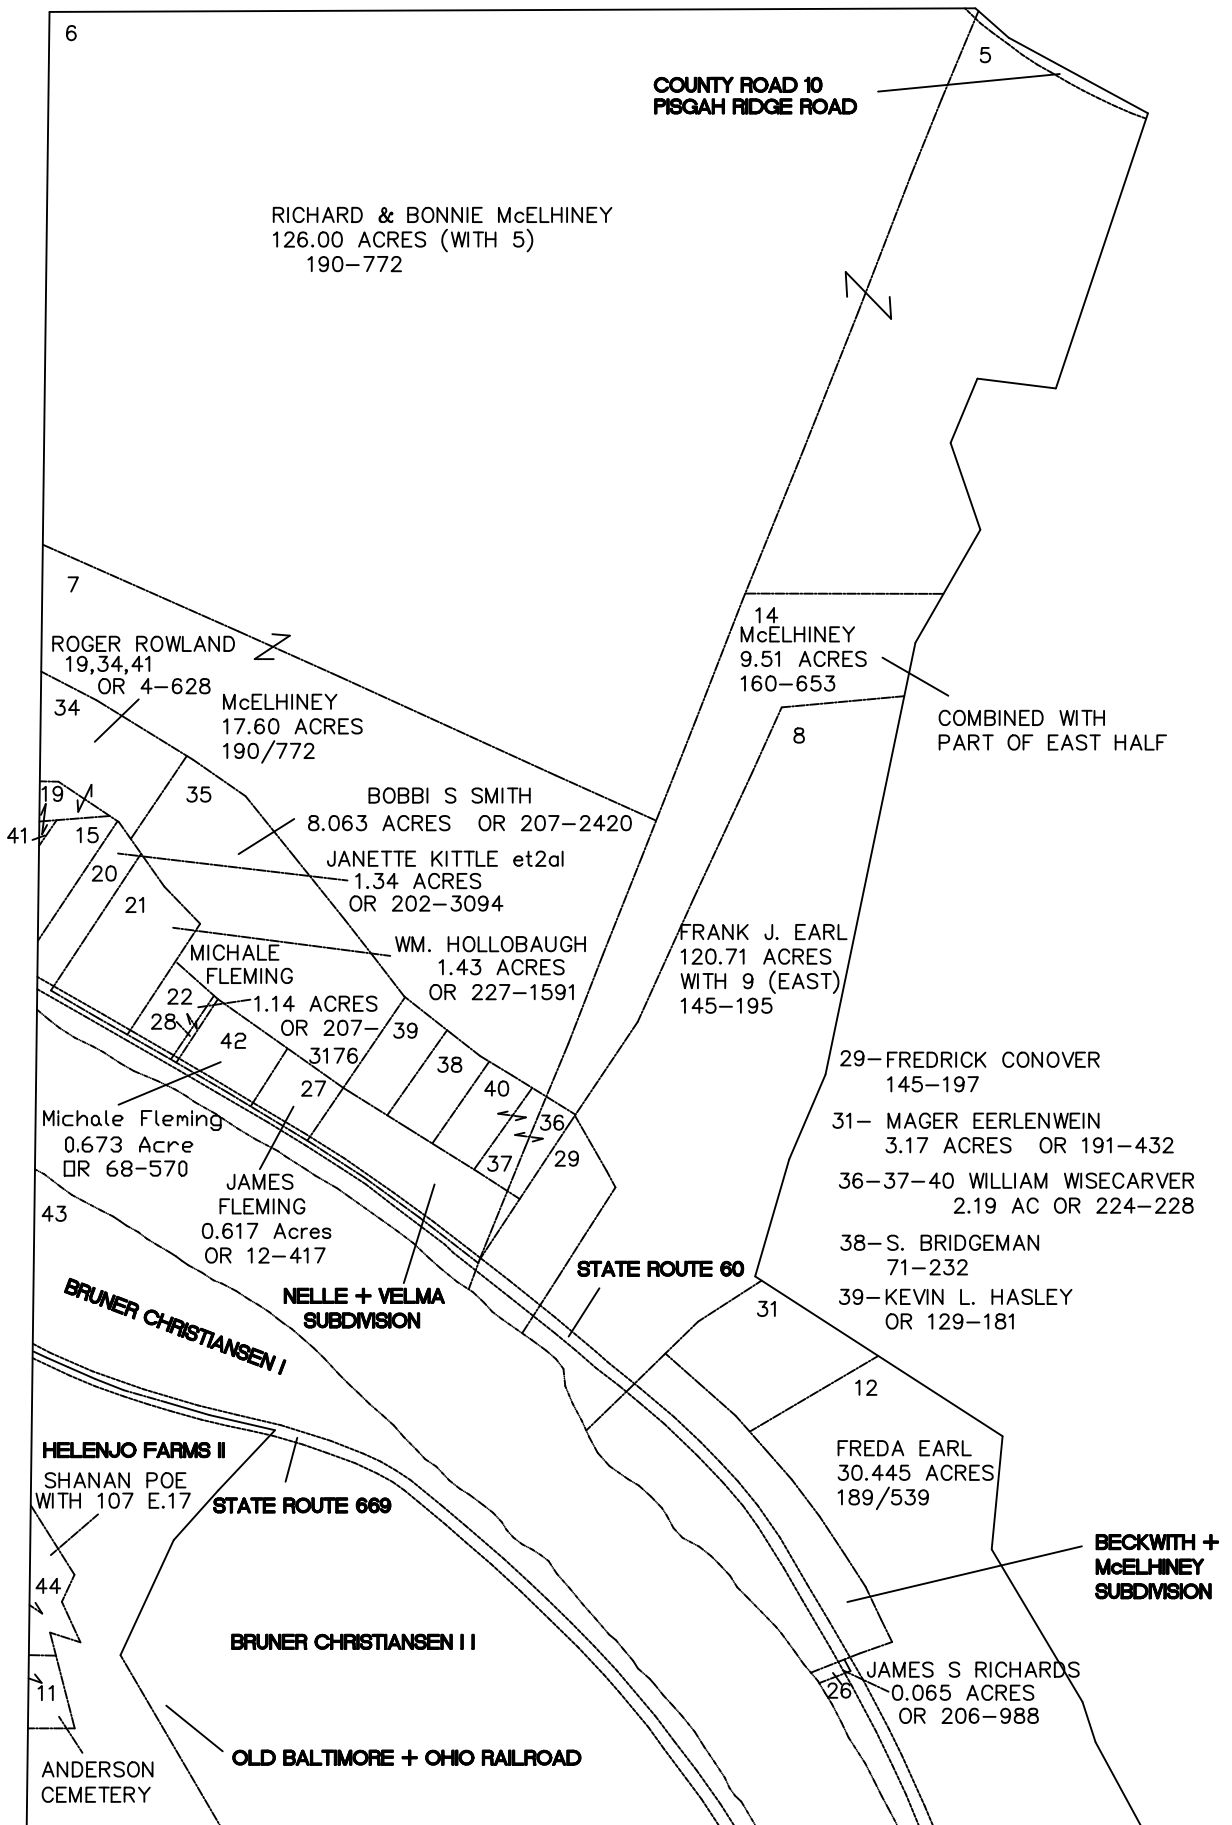 6
5
COUNTY ROAD 10
PISGAH RIDGE ROAD
RICHARD & BONNIE McELHINEY
126.00 ACRES (WITH 5)
190-772
7
14
McELHINEY
9.51 ACRES
160-653
COMBINED WITH
PART OF EAST HALF
8
ROGER ROWLAND
19,34,41
OR 4-628
34
McELHINEY
17.60 ACRES
190/772
35
BOBBI S SMITH
8.063 ACRES OR 207-2420
19
41
15
20
21
JANETTE KITTLE et2al
1.34 ACRES
OR 202-3094
WM. HOLLOBAUGH
1.43 ACRES
OR 227-1591
FRANK J. EARL
120.71 ACRES
WITH 9 (EAST)
145-195
MICHALE
FLEMING
1.14 ACRES
OR 207-
3176
22
28
42
27
39
38
40
36
37
29
29-FREDRICK CONOVER
145-197
31- MAGER EERLENWEIN
3.17 ACRES OR 191-432
36-37-40 WILLIAM WISECARVER
2.19 AC OR 224-228
38-S. BRIDGEMAN
71-232
39-KEVIN L. HASLEY
OR 129-181
Michale Fleming
0.673 Acre
OR 68-570
JAMES
FLEMING
0.617 Acres
OR 12-417
43
NELLE + VELMA
SUBDIVISION
STATE ROUTE 60
BRUNER CHRISTIANSEN I
31
12
FREDA EARL
30.445 ACRES
189/539
HELENJO FARMS II
SHANAN POE
WITH 107 E.17
STATE ROUTE 669
BECKWITH +
McELHINEY
SUBDIVISION
44
BRUNER CHRISTIANSEN I I
JAMES S RICHARDS
0.065 ACRES
OR 206-988
26
11
OLD BALTIMORE + OHIO RAILROAD
ANDERSON
CEMETERY